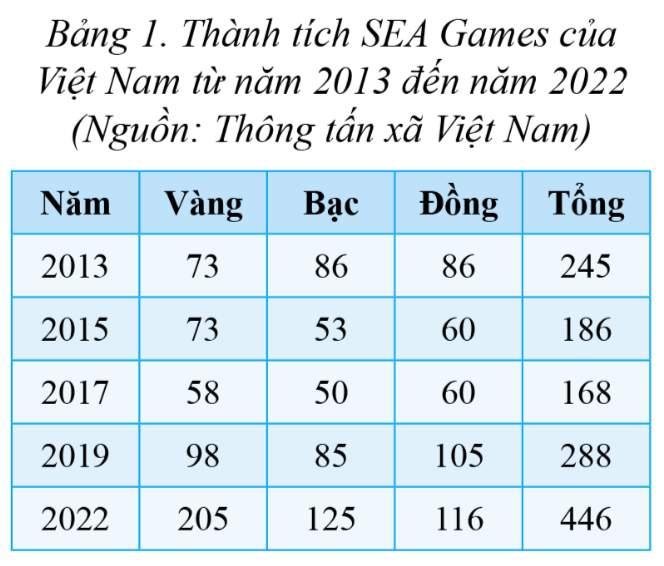 Bảng 1. Thành tích SEA Games của
Việt Nam từ năm 2013 đến năm 2022
(Nguồn: Thông tấn xã Việt Nam)
Năm Vàng Bạc Đồng Tổng
2013 73 86 86 245
2015 73 53 60 186
2017 58 50 60 168
2019 98 85 105 288
2022 205 125 116 446